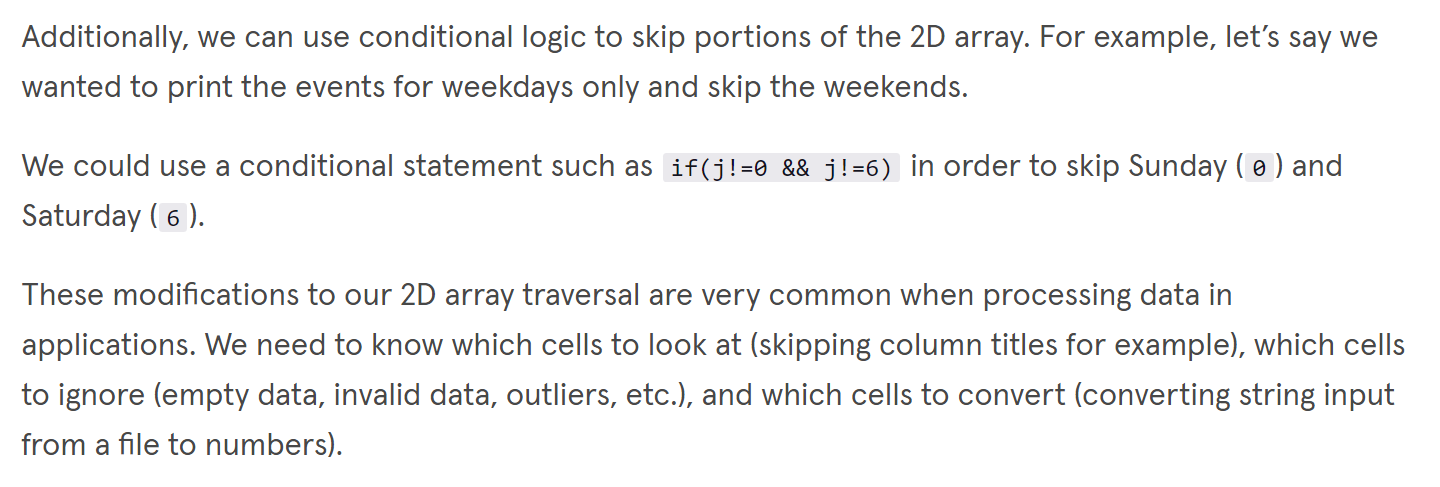 Additionally, we can use conditional logic to skip portions of the 2D array. For example, let’s say we
wanted to print the events for weekdays only and skip the weekends.
We could use a conditional statement such as if(j!=0 && j!=6) in order to skip Sunday ( 0 ) and
Saturday ( 6 ).
These modifications to our 2D array traversal are very common when processing data in
applications. We need to know which cells to look at (skipping column titles for example), which cells
to ignore (empty data, invalid data, outliers, etc.), and which cells to convert (converting string input
from a file to numbers).